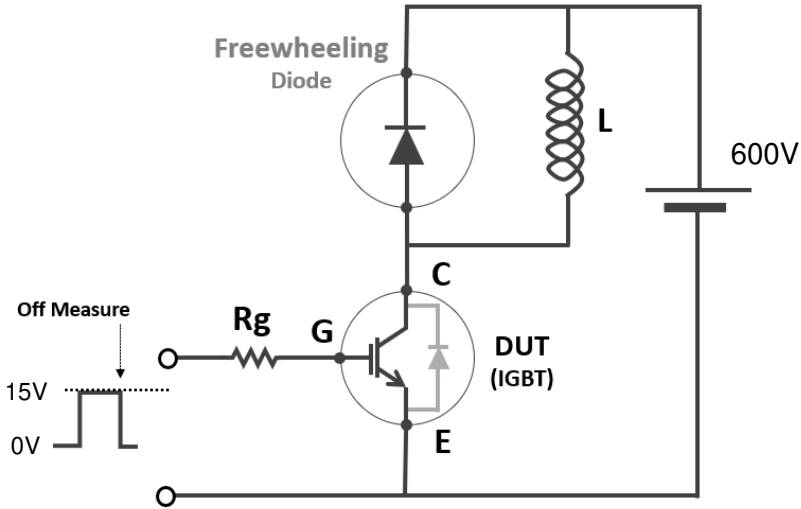 Freewheeling
Diode
L
600V
C
Off Measure
Rg
G
DUT
(IGBT)
15V
0V
E